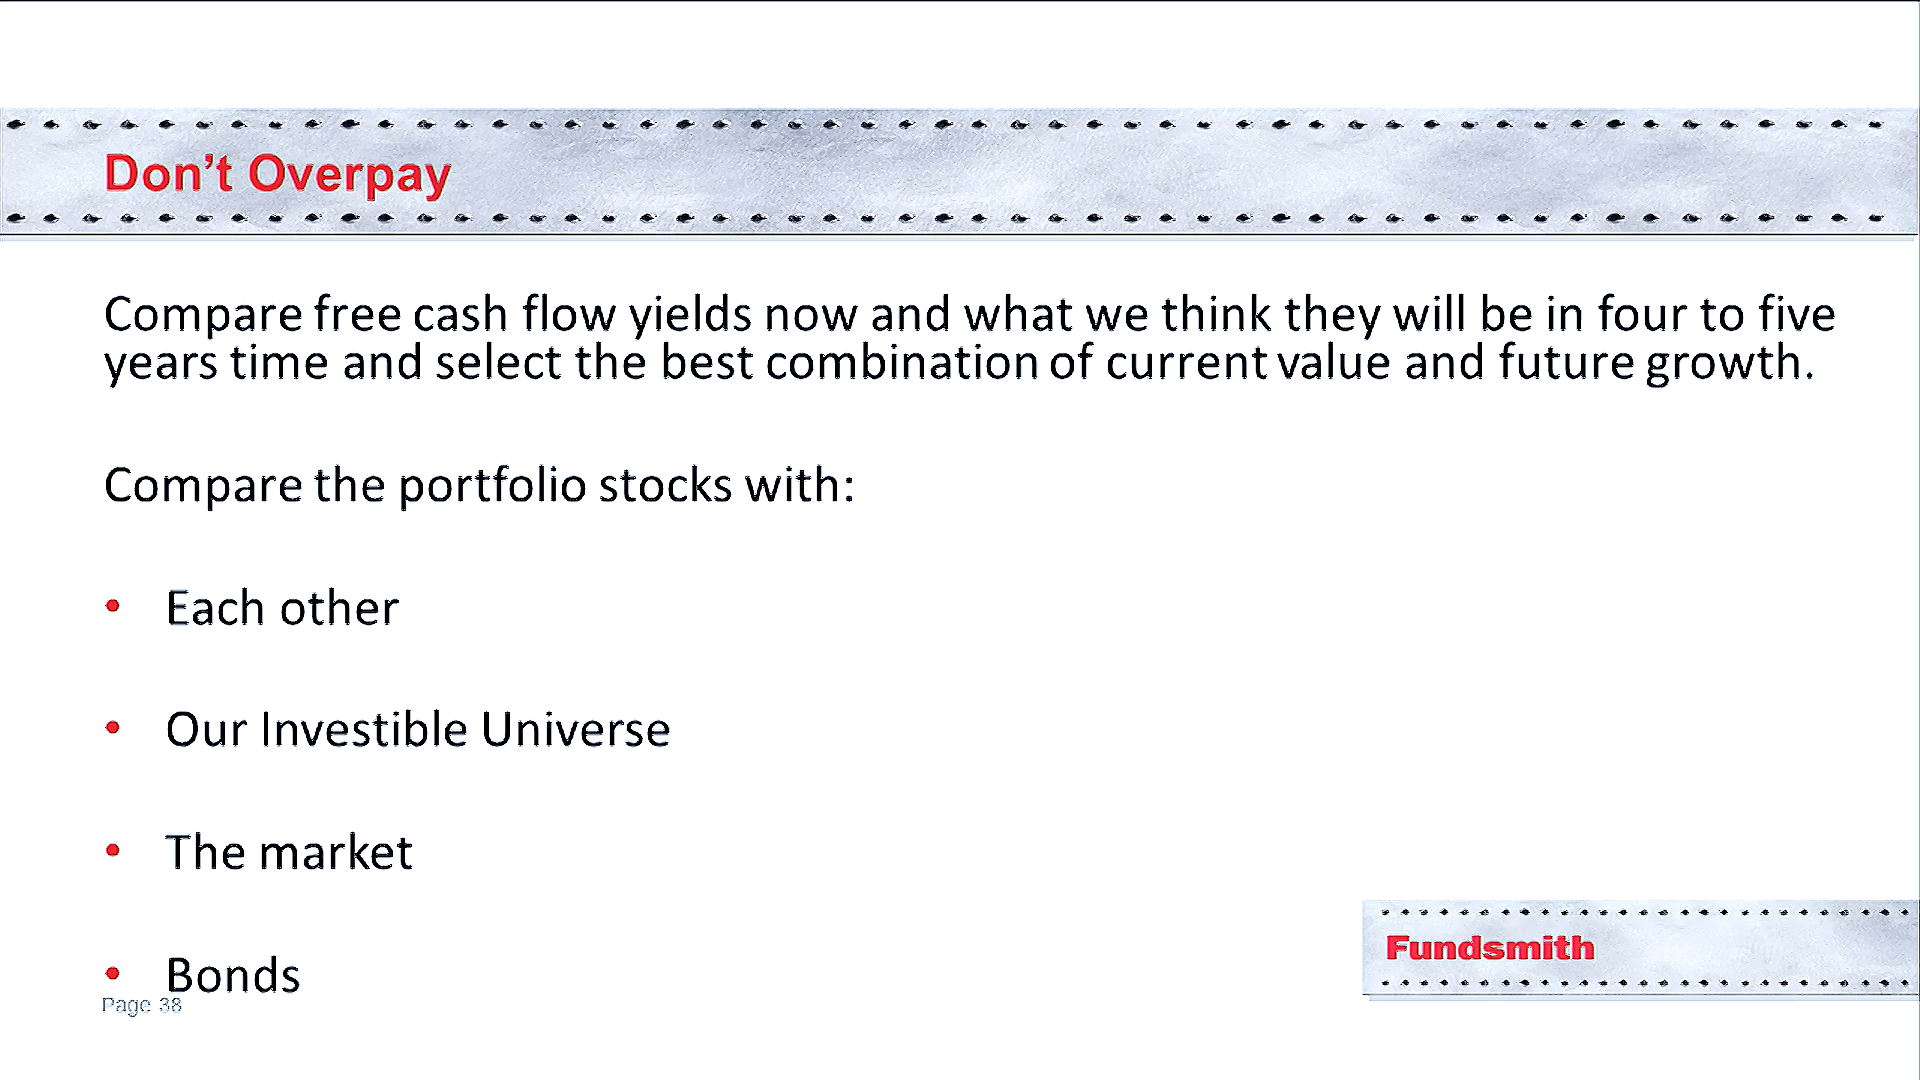 Don’t Overpay
Compare free cash flow yields now and what we think they will be in four to five
years time and select the best combination of current value and future growth.
Compare the portfolio stocks with:
• Each other
• Our Investible Universe
• The market
• Bonds
Page 38
Fundsmith